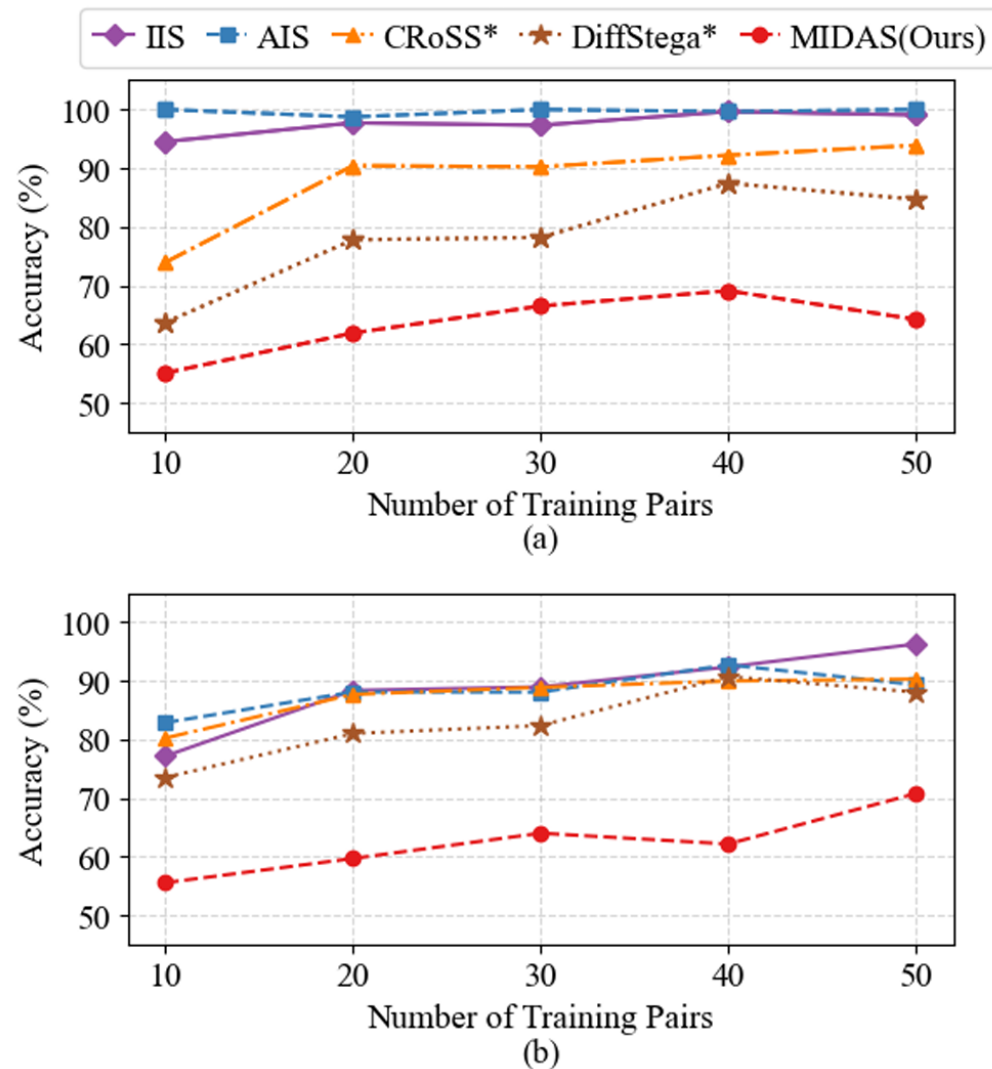 IIS AIS CRoSS* DiffStega* MIDAS(Ours)
100
90
80
70
60
50
Accuracy (%)
10 20 30 40 50
Number of Training Pairs
(a)
100
90
80
70
60
50
Accuracy (%)
10 20 30 40 50
Number of Training Pairs
(b)